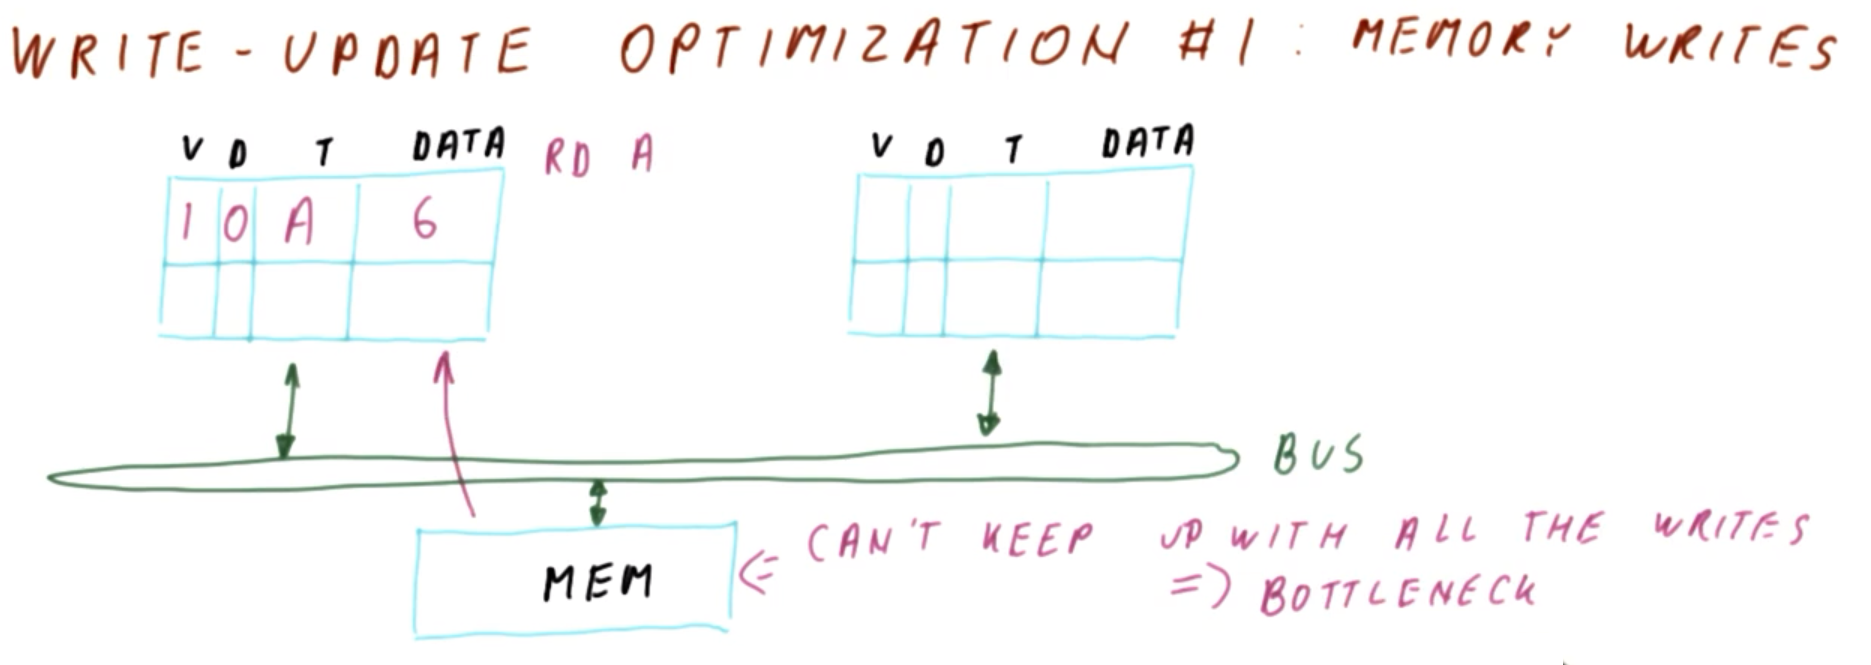 WRITE-UPDATE OPTIMIZATION #1: MEMORY WRITES
V D T DATA RD A
V D T DATA
1 0 A 6
BUS
CAN'T KEEP UP WITH ALL THE WRITES
=> BOTTLENECK
MEM <=